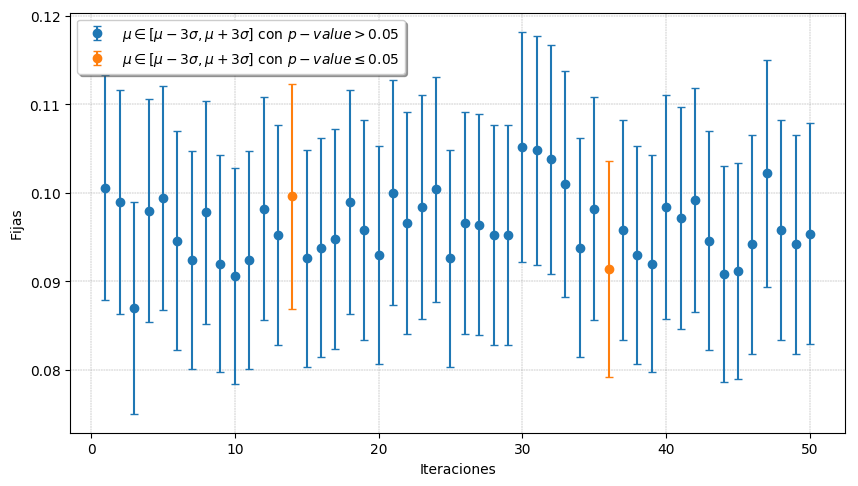 0.12
μ ∈ [μ − 3σ, μ + 3σ] con p − value > 0.05
μ ∈ [μ − 3σ, μ + 3σ] con p − value ≤ 0.05
0.11
0.10
Fijas
0.09
0.08
0 10 20 30 40 50
Iteraciones